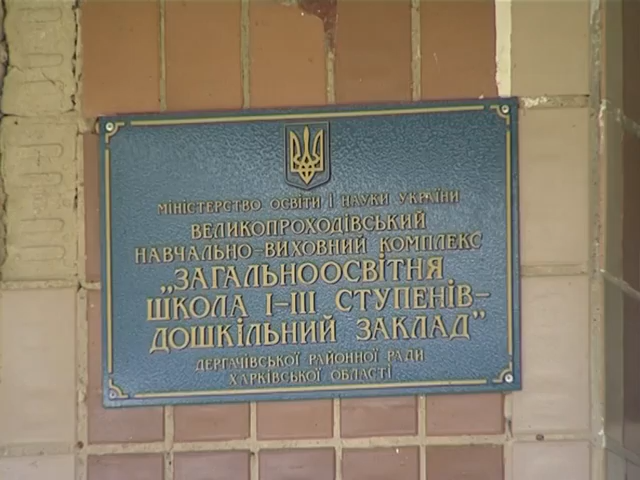 МІНІСТЕРСТВО ОСВІТИ І НАУКИ УКРАЇНИ
ВЕЛИКОПРОХОДІВСЬКИЙ
НАВЧАЛЬНО-ВИХОВНИЙ КОМПЛЕКС
„ЗАГАЛЬНООСВІТНЯ
ШКОЛА І-ІІІ СТУПЕНІВ-
ДОШКІЛЬНИЙ ЗАКЛАД"
ДЕРГАЧІВСЬКОЇ РАЙОННОЇ РАДИ
ХАРКІВСЬКОЇ ОБЛАСТІ